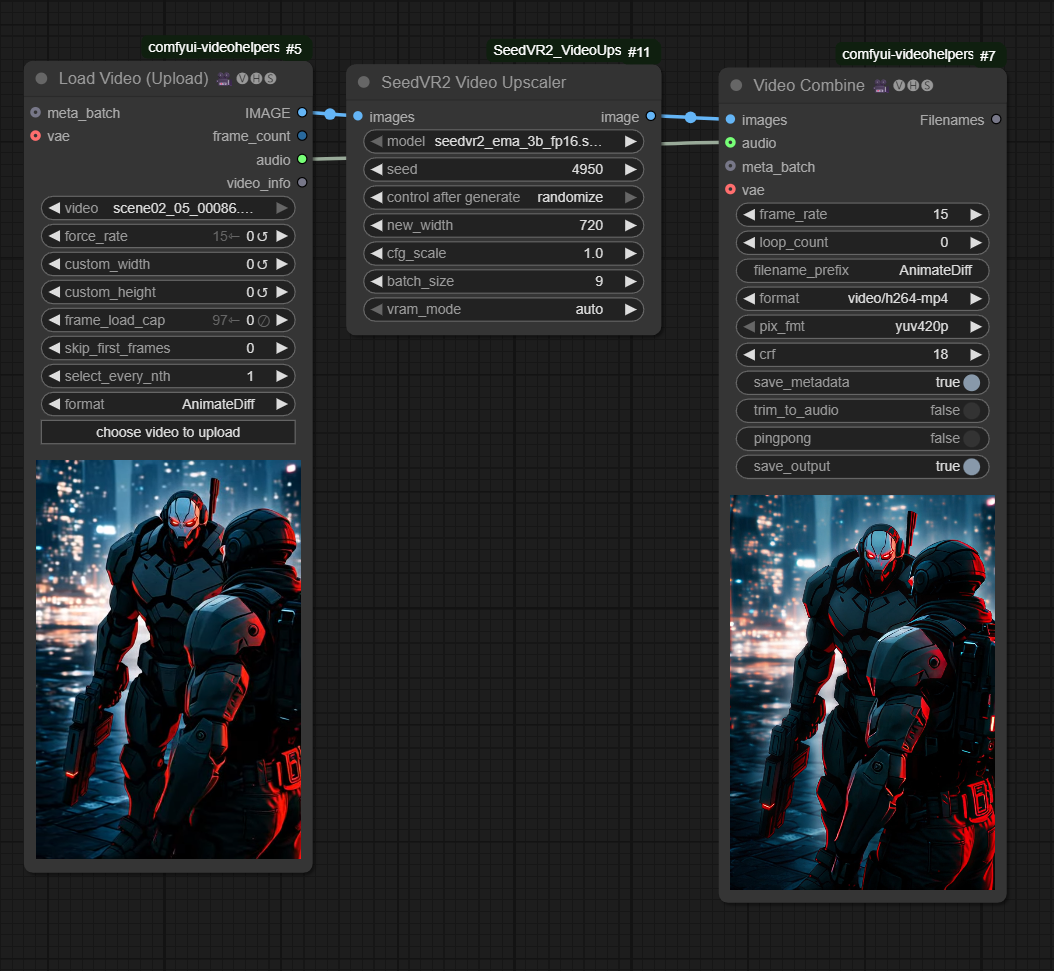 comfyui-videohelpers #5
Load Video (Upload) VHS
meta_batch IMAGE
vae frame_count
audio
video_info
video scene02_05_00086....
force_rate 15← 0↺
custom_width 0↺
custom_height 0↺
frame_load_cap 97← 0⊘
skip_first_frames 0
select_every_nth 1
format AnimateDiff
choose video to upload
SeedVR2_VideoUps #11
SeedVR2 Video Upscaler
images image
model seedvr2_ema_3b_fp16.s...
seed 4950
control after generate randomize
new_width 720
cfg_scale 1.0
batch_size 9
vram_mode auto
comfyui-videohelpers #7
Video Combine VHS
images Filenames
audio
meta_batch
vae
frame_rate 15
loop_count 0
filename_prefix AnimateDiff
format video/h264-mp4
pix_fmt yuv420p
crf 18
save_metadata true
trim_to_audio false
pingpong false
save_output true